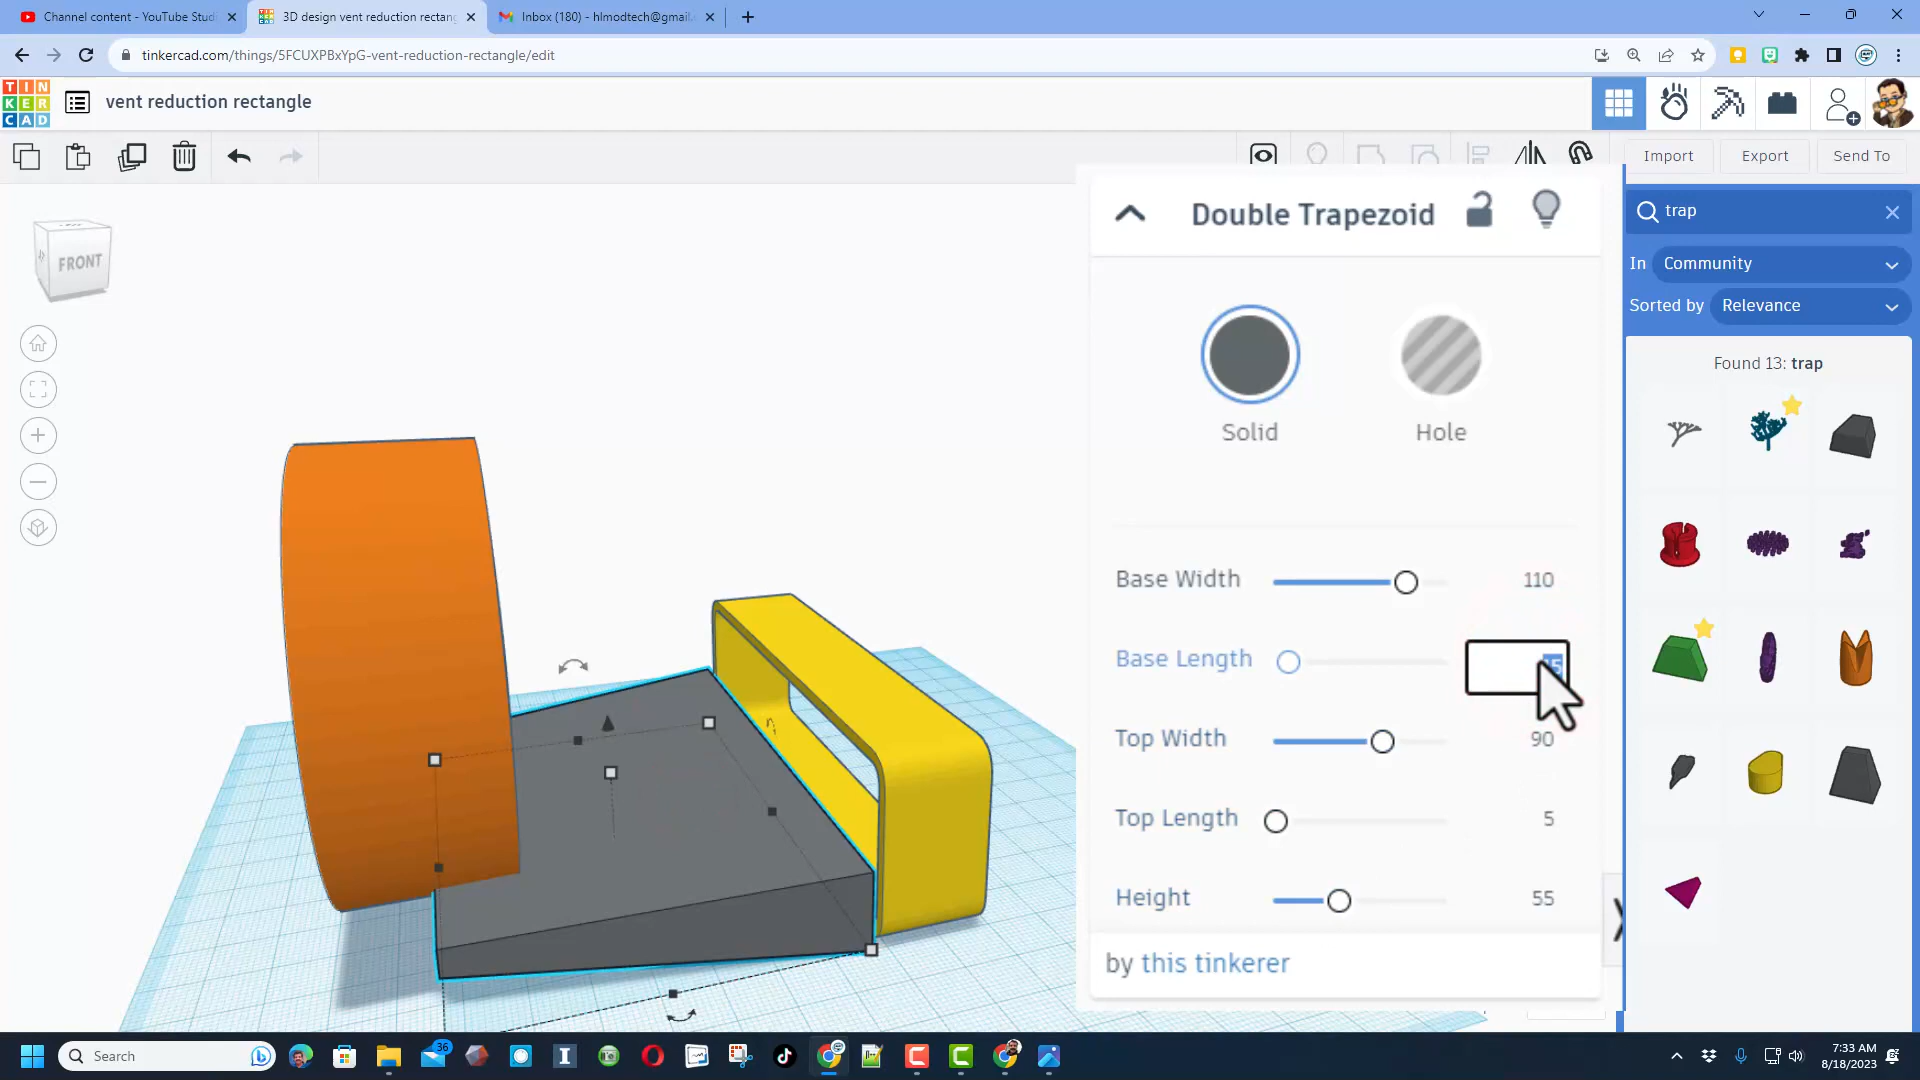 Channel content - YouTube Studi
3D design vent reduction rectang
Inbox (180) - hlmodtech@gmail.
tinkercad.com/things/5FCUXPBxYpG-vent-reduction-rectangle/edit
TIN
KER
CAD
vent reduction rectangle
Import
Export
Send To
FRONT
Double Trapezoid
Solid
Hole
Base Width
110
Base Length
Top Width
90
Top Length
5
Height
55
by this tinkerer
trap
In
Community
Sorted by
Relevance
Found 13: trap
Search
36
7:33 AM
8/18/2023